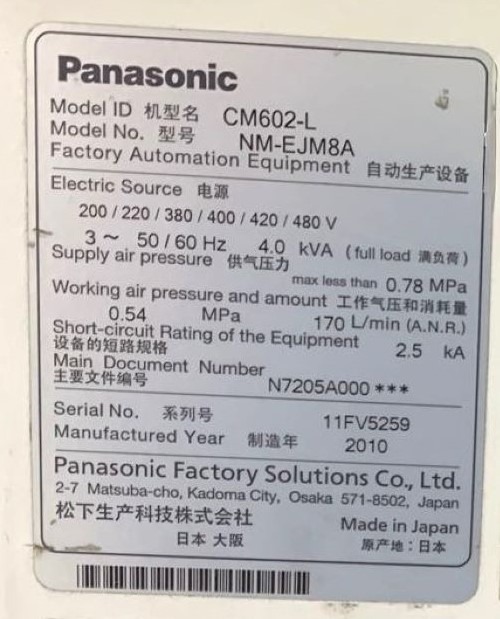 Panasonic
Model ID 机型名 CM602-L
Model No. 型号 NM-EJM8A
Factory Automation Equipment 自动生产设备
Electric Source 电源
200 / 220 / 380 / 400 / 420 / 480 V
3 ~ 50 / 60 Hz 4.0 kVA (full load 满负荷)
Supply air pressure 供气压力
max less than 0.78 MPa
Working air pressure and amount 工作气压和消耗量
0.54 MPa 170 L/min (A.N.R.)
Short-circuit Rating of the Equipment
设备的短路规格 2.5 kA
Main Document Number
主要文件编号 N7205A000 ***
Serial No. 系列号 11FV5259
Manufactured Year 制造年 2010
Panasonic Factory Solutions Co., Ltd.
2-7 Matsuba-cho, Kadoma City, Osaka 571-8502, Japan
松下生产科技株式会社 Made in Japan
日本 大阪 原产地：日本